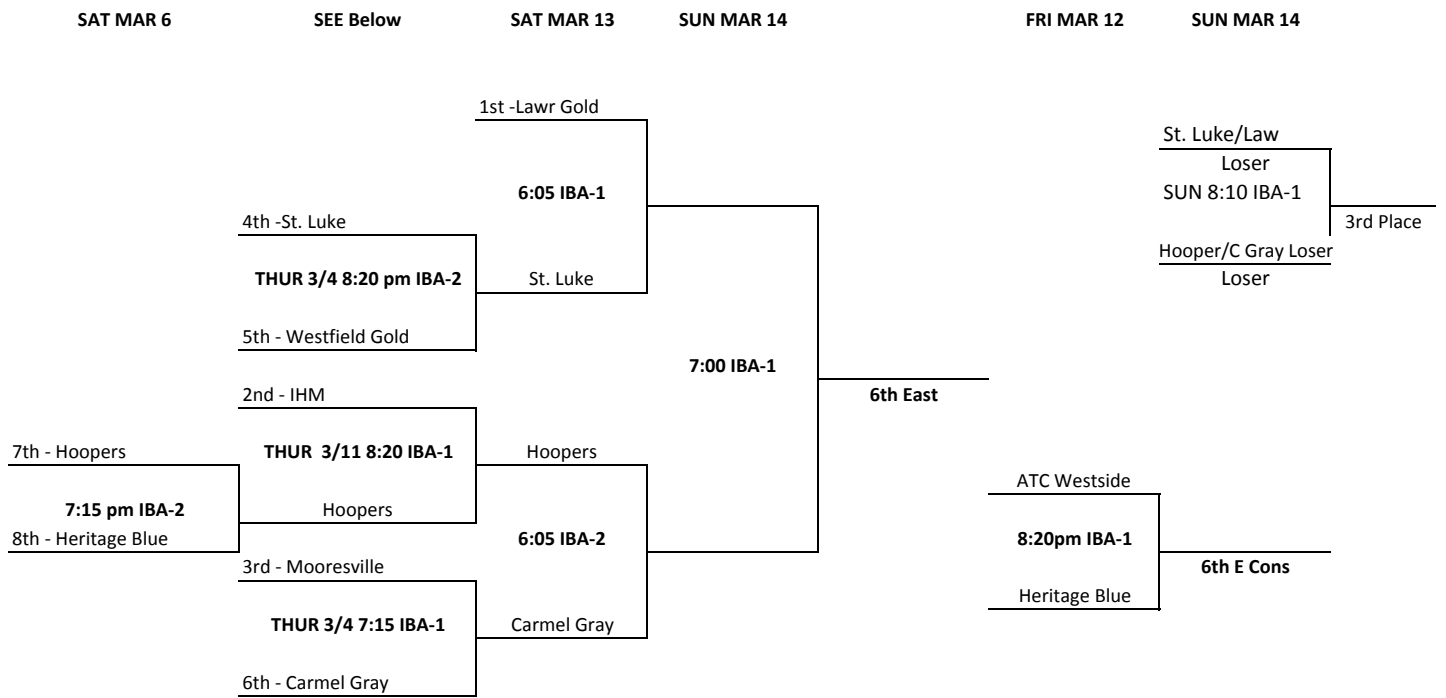 SAT MAR 6 SEE Below SAT MAR 13 SUN MAR 14 FRI MAR 12 SUN MAR 14
1st -Lawr Gold
St. Luke/Law
Loser
6:05 IBA-1
SUN 8:10 IBA-1
4th -St. Luke
3rd Place
Hooper/C Gray Loser
THUR 3/4 8:20 pm IBA-2
St. Luke
Loser
5th - Westfield Gold
7:00 IBA-1
2nd - IHM
6th East
7th - Hoopers
THUR 3/11 8:20 IBA-1
Hoopers
ATC Westside
7:15 pm IBA-2
Hoopers
8th - Heritage Blue
6:05 IBA-2
8:20pm IBA-1
3rd - Mooresville
6th E Cons
Heritage Blue
THUR 3/4 7:15 IBA-1
Carmel Gray
6th - Carmel Gray